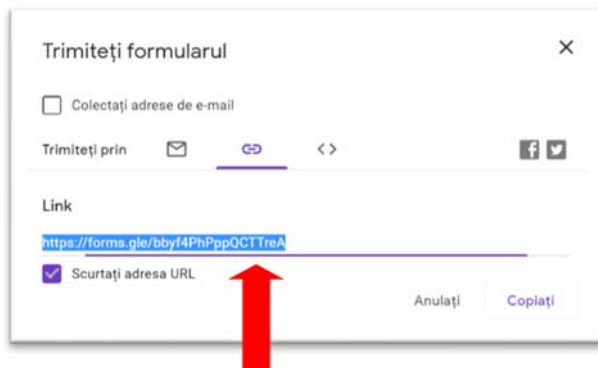 Trimiteți formularul
Colectați adrese de e-mail
Trimiteți prin
Link
https://forms.gle/bbyf4PhPppQCTTreA
Scurtați adresa URL
Anulați Copiați